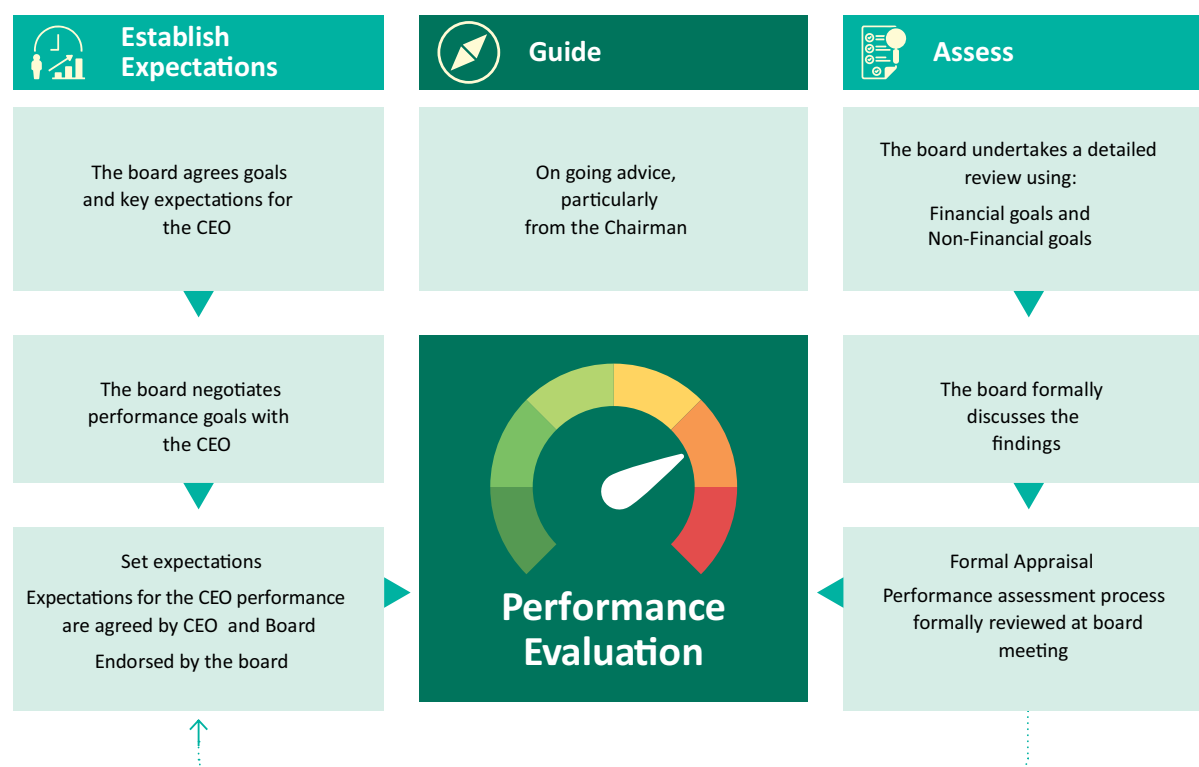 Establish
Expectations
The board agrees goals
and key expectations for
the CEO
The board negotiates
performance goals with
the CEO
Set expectations
Expectations for the CEO performance
are agreed by CEO and Board
Endorsed by the board
Guide
On going advice,
particularly
from the Chairman
Performance
Evaluation
Assess
The board undertakes a detailed
review using:
Financial goals and
Non-Financial goals
The board formally
discusses the
findings
Formal Appraisal
Performance assessment process
formally reviewed at board
meeting